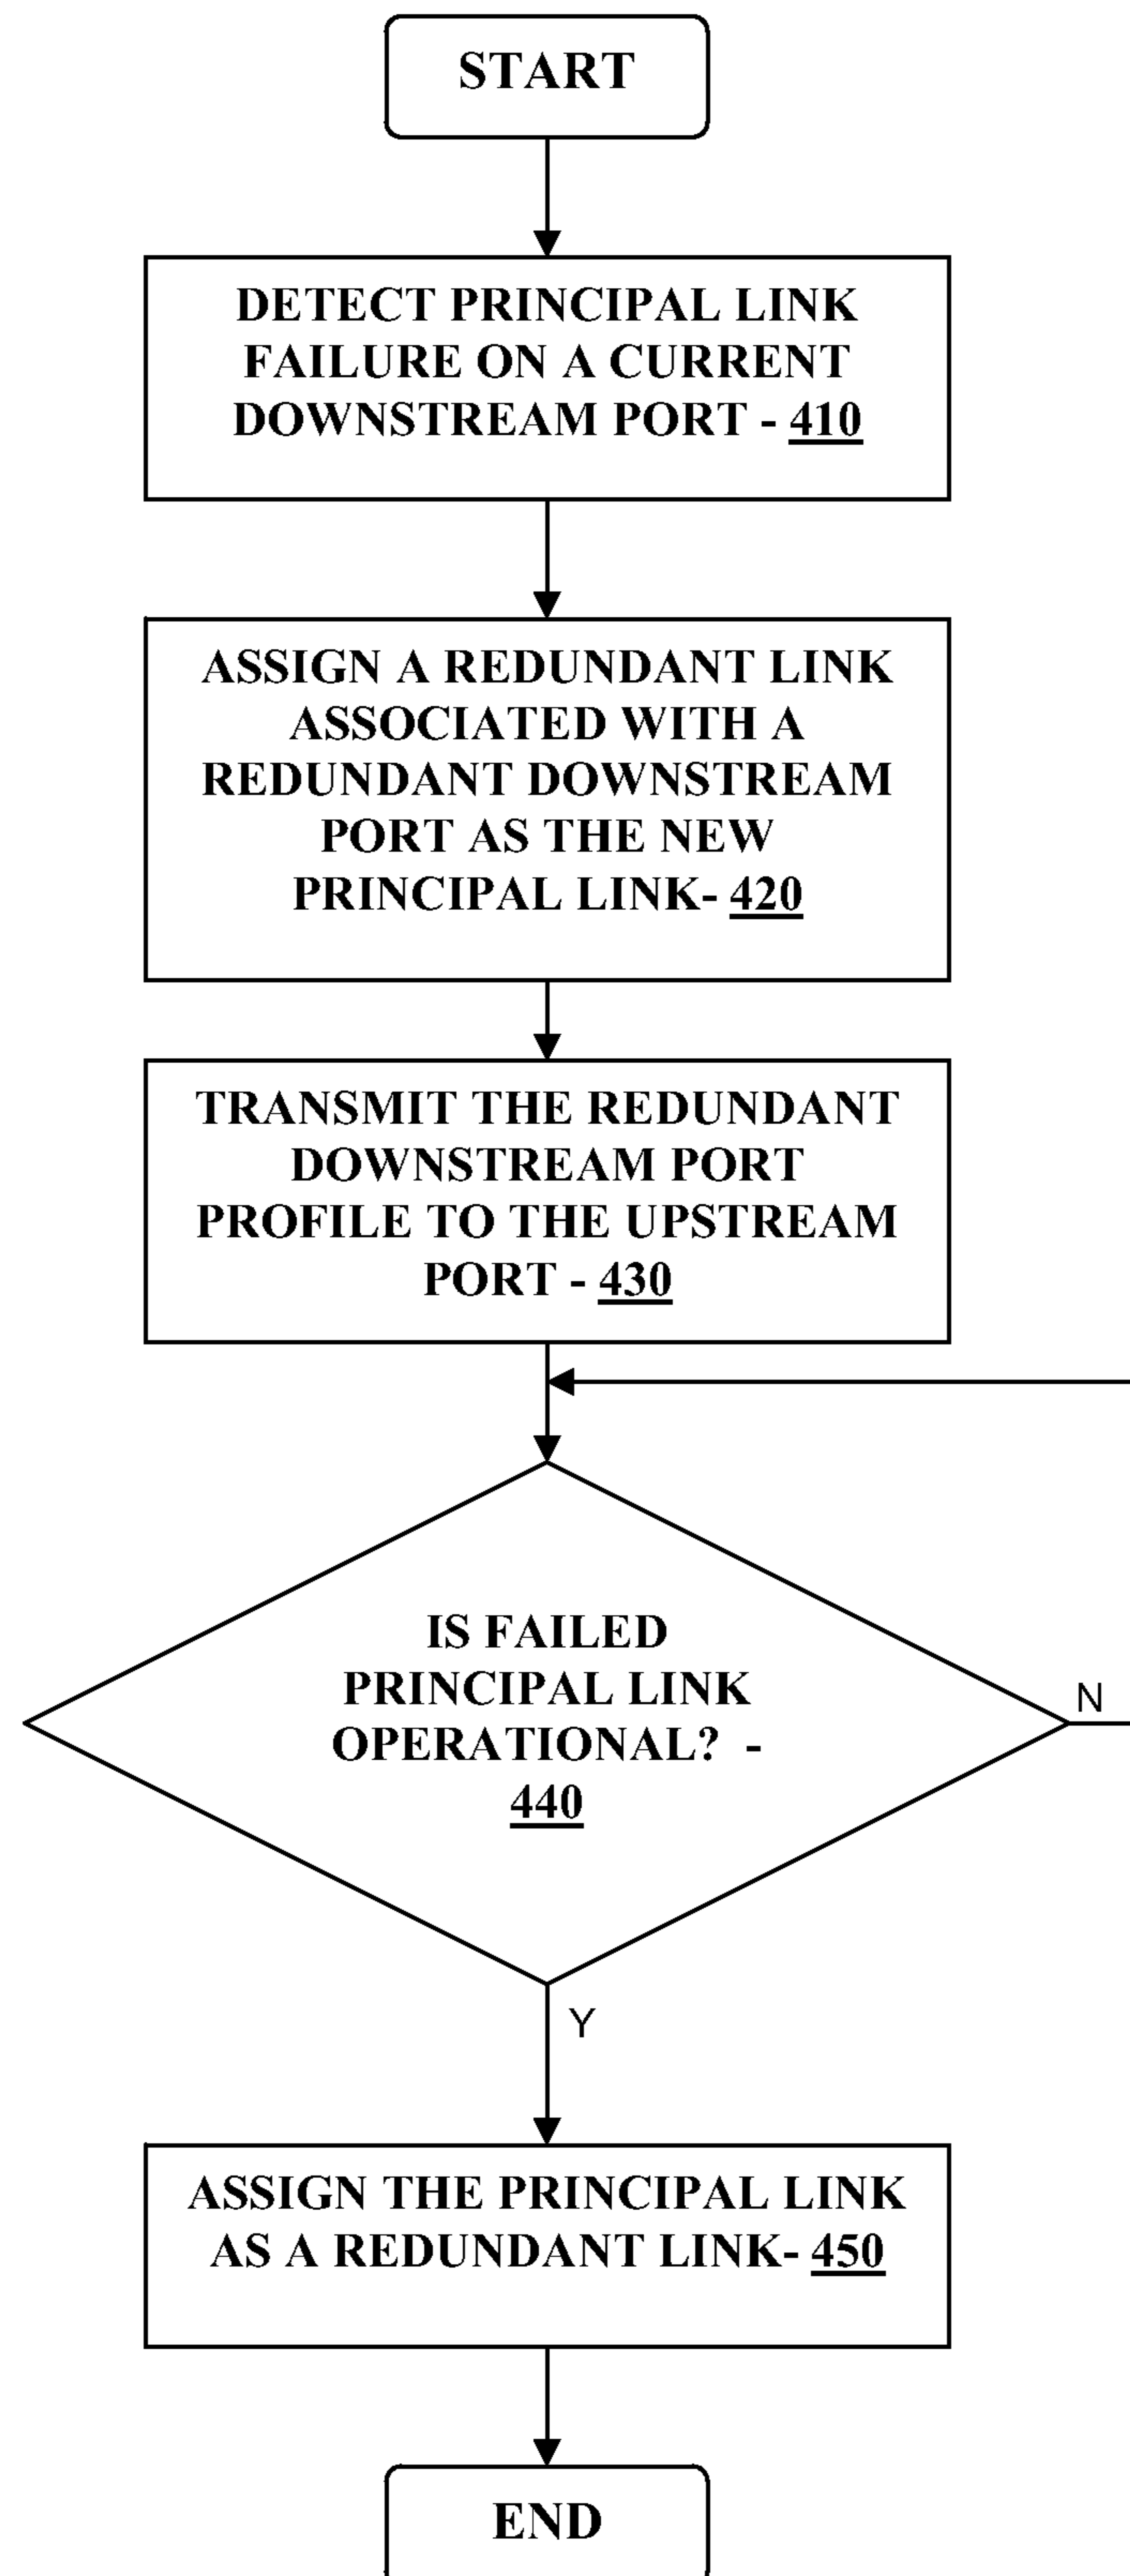 START
DETECT PRINCIPAL LINK
FAILURE ON A CURRENT
DOWNSTREAM PORT - 410
ASSIGN A REDUNDANT LINK
ASSOCIATED WITH A
REDUNDANT DOWNSTREAM
PORT AS THE NEW
PRINCIPAL LINK- 420
TRANSMIT THE REDUNDANT
DOWNSTREAM PORT
PROFILE TO THE UPSTREAM
PORT - 430
IS FAILED
PRINCIPAL LINK
OPERATIONAL? -
440
N
Y
ASSIGN THE PRINCIPAL LINK
AS A REDUNDANT LINK- 450
END